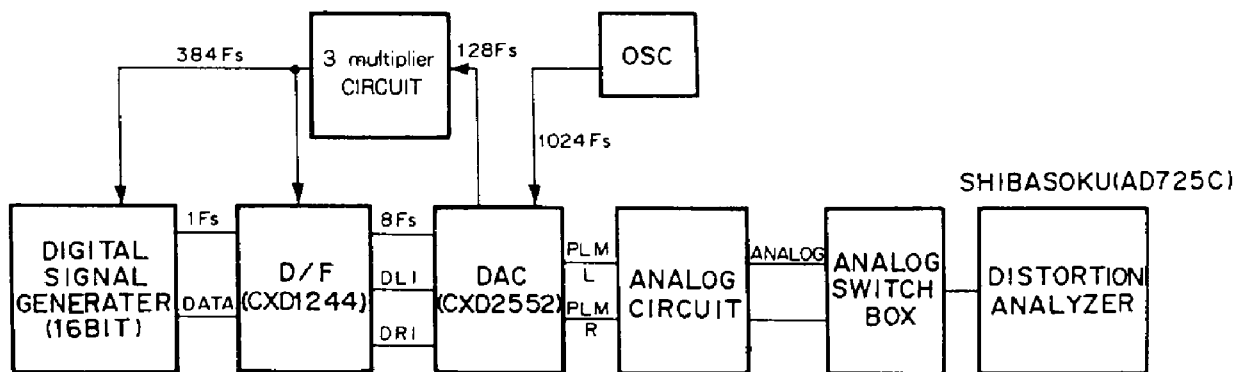 384Fs
3 multiplier
CIRCUIT
128Fs
OSC
1024Fs
SHIBASOKU(AD725C)
DIGITAL
SIGNAL
GENERATER
(16BIT)
1Fs
DATA
D/F
(CXD1244)
8Fs
DLI
DRI
DAC
(CXD2552)
PLM
L
PLM
R
ANALOG
CIRCUIT
ANALOG
ANALOG
SWITCH
BOX
DISTORTION
ANALYZER